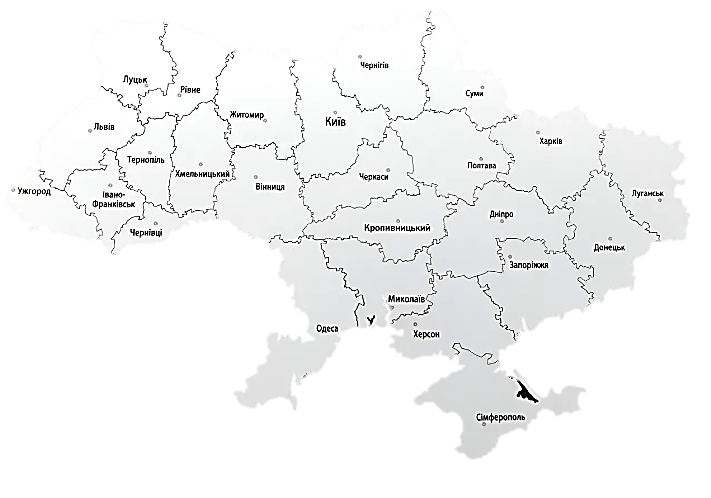 Чернігів
Луцьк
Рівне
Суми
Житомир
Київ
Львів
Харків
Тернопіль
Полтава
Хмельницький
Черкаси
Вінниця
Ужгород
Івано-
Франківськ
Луганськ
Дніпро
Кропивницький
Чернівці
Донецьк
Запоріжжя
Миколаїв
Одеса
Херсон
Сімферополь